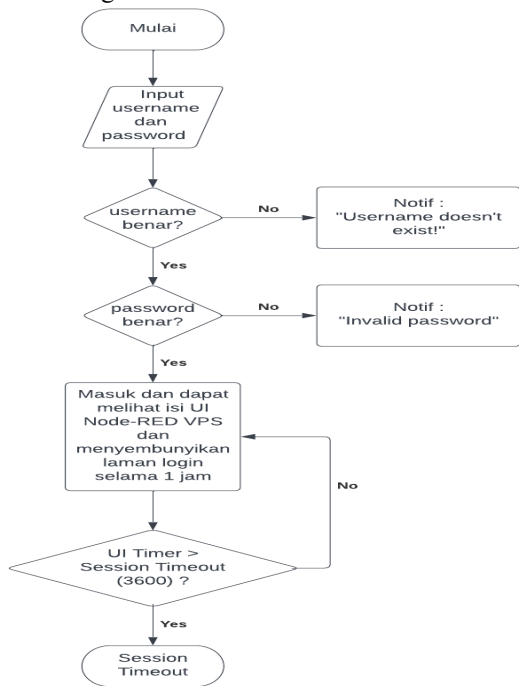 Mulai
Input
username
dan
password
username
benar?
No
Notif :
"Username doesn't
exist!"
Yes
password
benar?
No
Notif :
"Invalid password"
Yes
Masuk dan dapat
melihat isi UI
Node-RED VPS
dan
menyembunyikan
laman login
selama 1 jam
No
UI Timer >
Session Timeout
(3600) ?
Yes
Session
Timeout